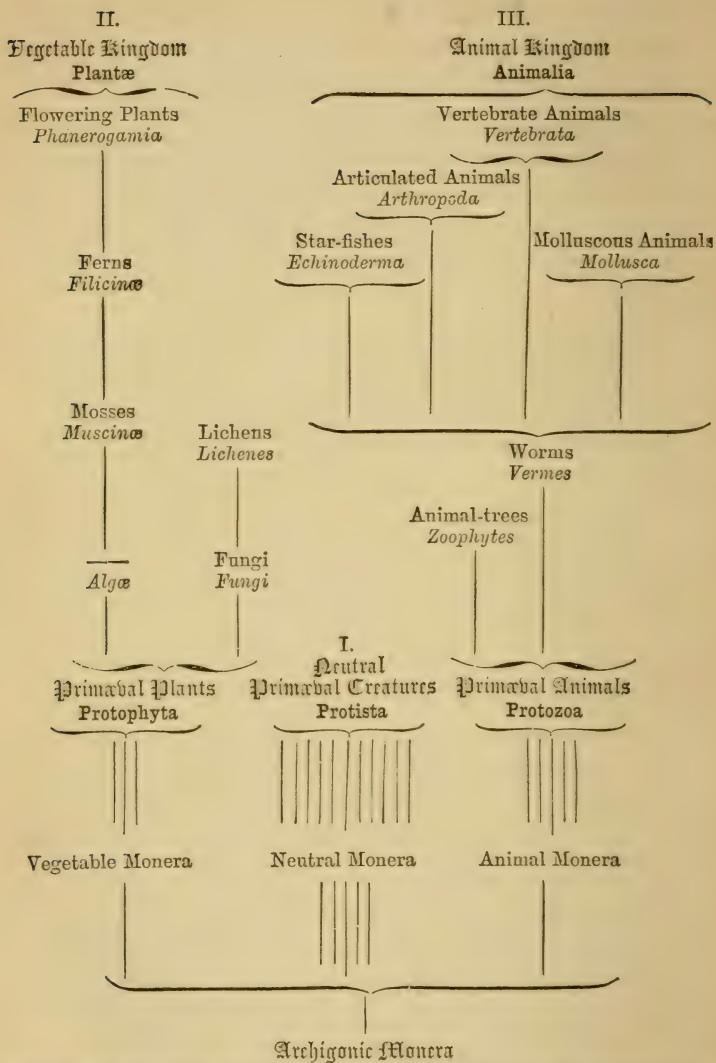 II.
Vegetable Kingdom
Plantæ
Flowering Plants
Phanerogamia
Ferns
Filicinæ
Mosses
Muscinæ
Lichens
Lichenes
Algæ
Fungi
Fungi
III.
Animal Kingdom
Animalia
Vertebrate Animals
Vertebrata
Articulated Animals
Arthropoda
Star-fishes
Echinoderma
Molluscous Animals
Mollusca
Worms
Vermes
Animal-trees
Zoophytes
I.
Neutral
Primæval Plants
Protophyta
Primæval Creatures
Protista
Primæval Animals
Protozoa
Vegetable Monera
Neutral Monera
Animal Monera
Archigonic Monera